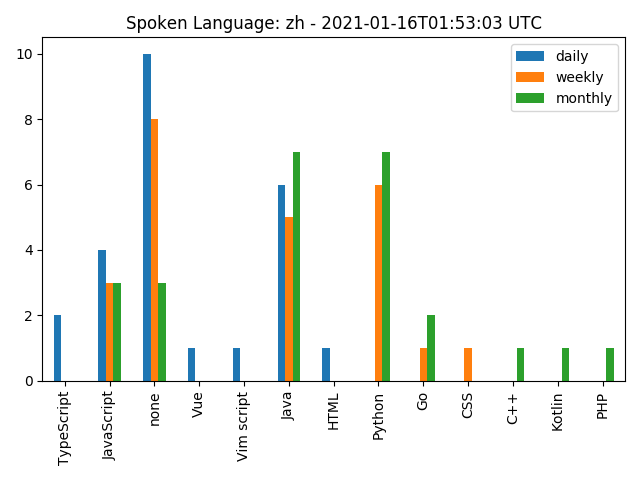 Spoken Language: zh - 2021-01-16T01:53:03 UTC
daily
weekly
monthly
10
8
6
4
2
0
TypeScript
JavaScript
none
Vue
Vim script
Java
HTML
Python
Go
CSS
C++
Kotlin
PHP